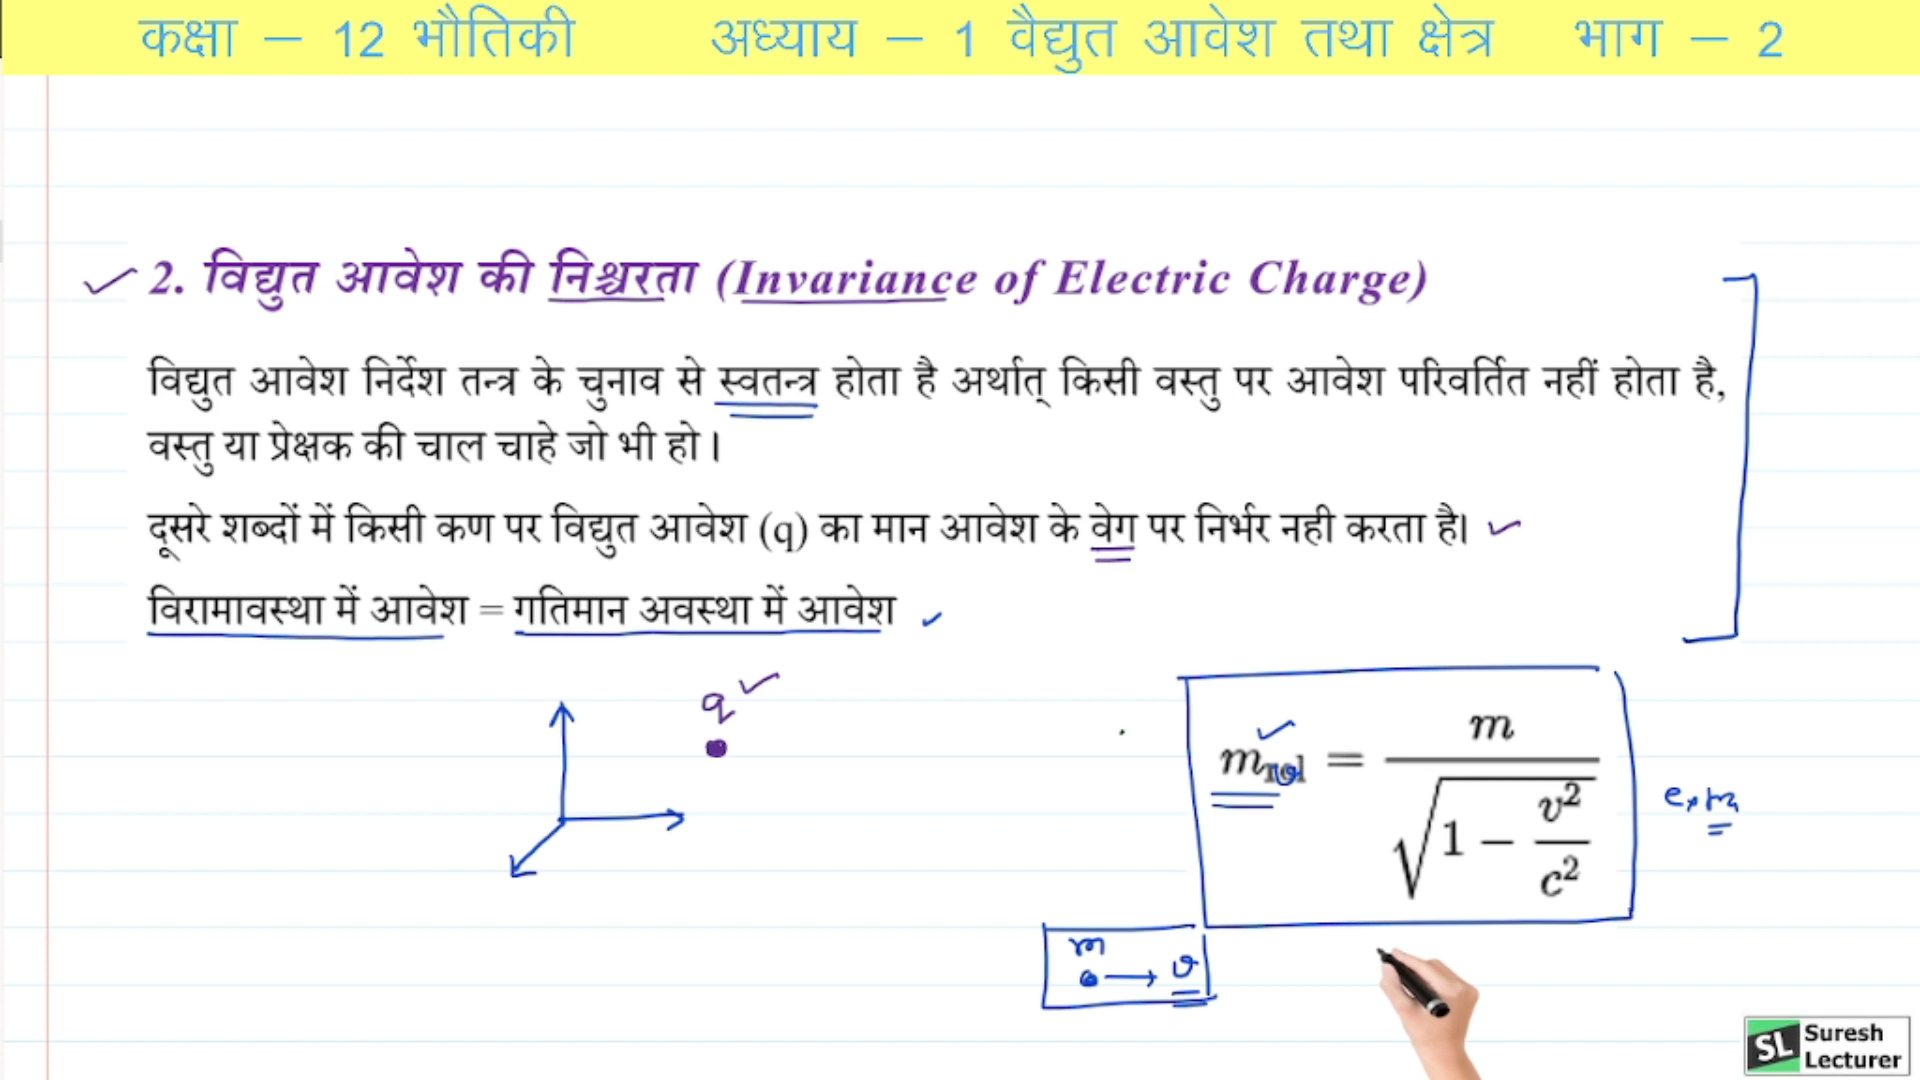 कक्षा – 12 भौतिकी अध्याय – 1 वैद्युत आवेश तथा क्षेत्र भाग – 2
2. विद्युत आवेश की निश्चरता (Invariance of Electric Charge)
विद्युत आवेश निर्देश तन्त्र के चुनाव से स्वतन्त्र होता है अर्थात् किसी वस्तु पर आवेश परिवर्तित नहीं होता है,
वस्तु या प्रेक्षक की चाल चाहे जो भी हो।
दूसरे शब्दों में किसी कण पर विद्युत आवेश (q) का मान आवेश के वेग पर निर्भर नही करता है।
विरामावस्था में आवेश = गतिमान अवस्था में आवेश
q
m_rel = m / √(1 − v²/c²)
m
v
SL Suresh
Lecturer